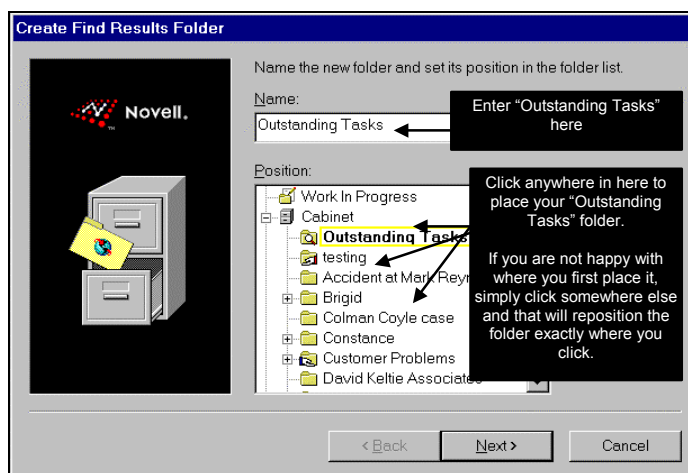 Create Find Results Folder
Novell.
Name the new folder and set its position in the folder list.
Name:
Outstanding Tasks
Enter “Outstanding Tasks”
here
Position:
Work In Progress
Cabinet
Outstanding Tasks
testing
Accident at Mark
Brigid
Colman Coyle case
Constance
Customer Problems
David Keltie
Click anywhere in here to
place your “Outstanding
Tasks” folder.
If you are not happy with
where you first place it,
simply click somewhere else
and that will reposition the
folder exactly where you
click.
< Back
Next >
Cancel